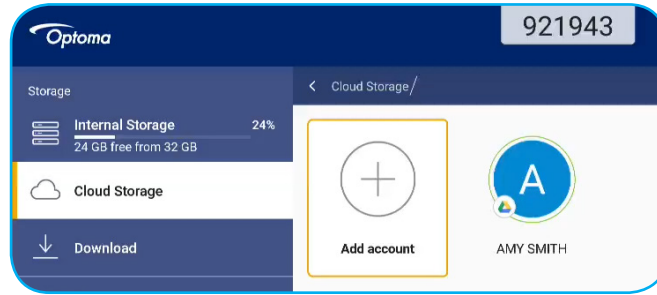 Optoma
921943
Storage
Internal Storage 24%
24 GB free from 32 GB
Cloud Storage
Download
< Cloud Storage/
Add account
A
AMY SMITH